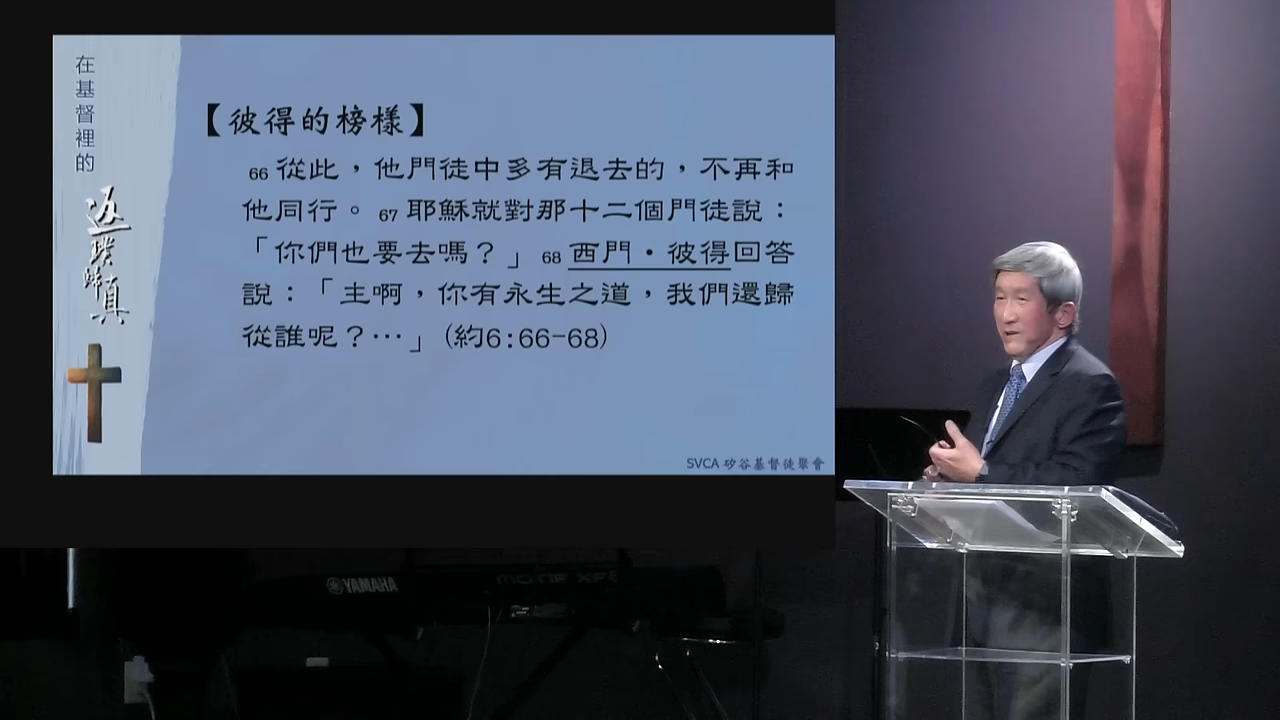 在基督裡的
返璞歸真
【彼得的榜樣】
66 從此，他門徒中多有退去的，不再和
他同行。 67 耶穌就對那十二個門徒說：
「你們也要去嗎？」 68 西門・彼得回答
說：「主啊，你有永生之道，我們還歸
從誰呢？…」（約6:66-68）
SVCA 矽谷基督徒聚會
YAMAHA
MOTIF XF8